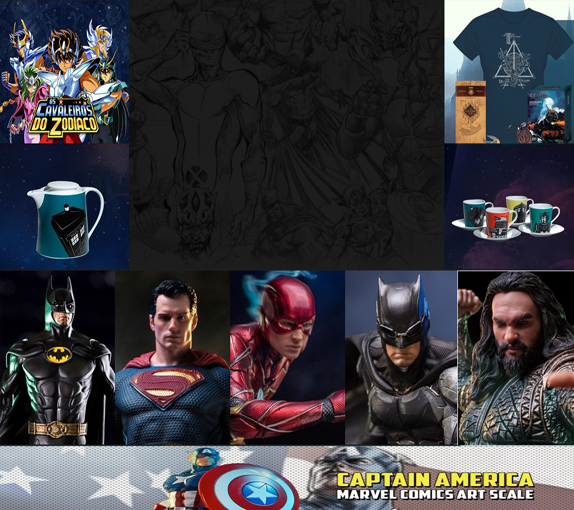 OS
CAVALEIROS
DO ZODÍACO
CAPTAIN AMERICA
MARVEL COMICS ART SCALE